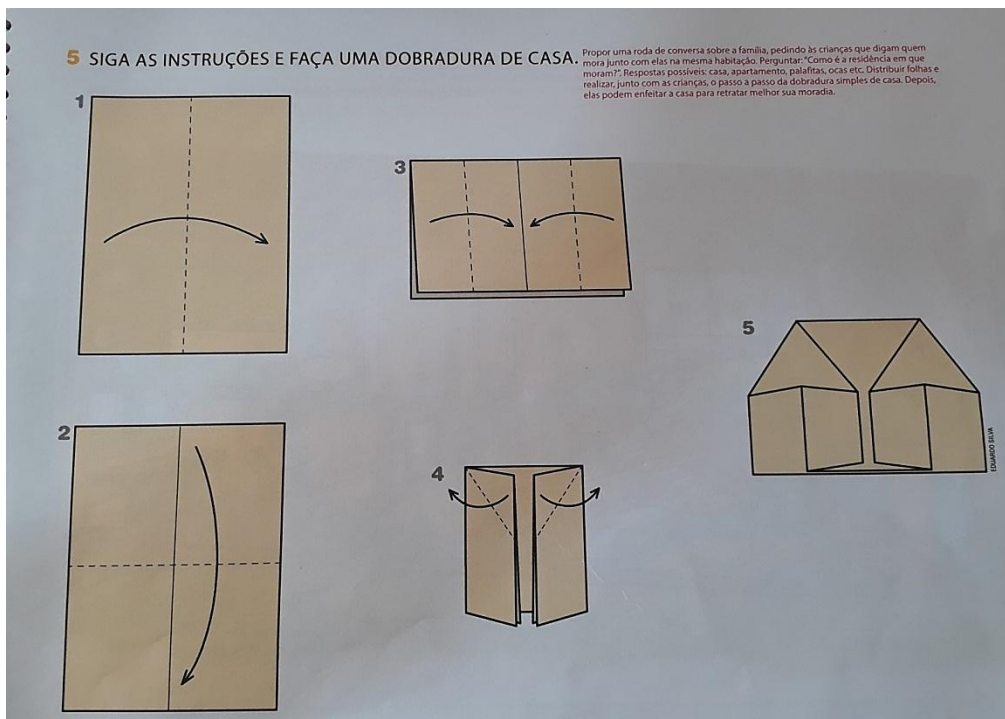 5 SIGA AS INSTRUÇÕES E FAÇA UMA DOBRADURA DE CASA.
Propor uma roda de conversa sobre a família, pedindo às crianças que digam quem
mora junto com elas na mesma habitação. Perguntar: "Como é a residência em que
moram?". Respostas possíveis: casa, apartamento, palafitas, ocas etc. Distribuir folhas e
realizar, junto com as crianças, o passo a passo da dobradura simples de casa. Depois,
elas podem enfeitar a casa para retratar melhor sua moradia.
1
2
3
4
5
EDUARDO SILVA